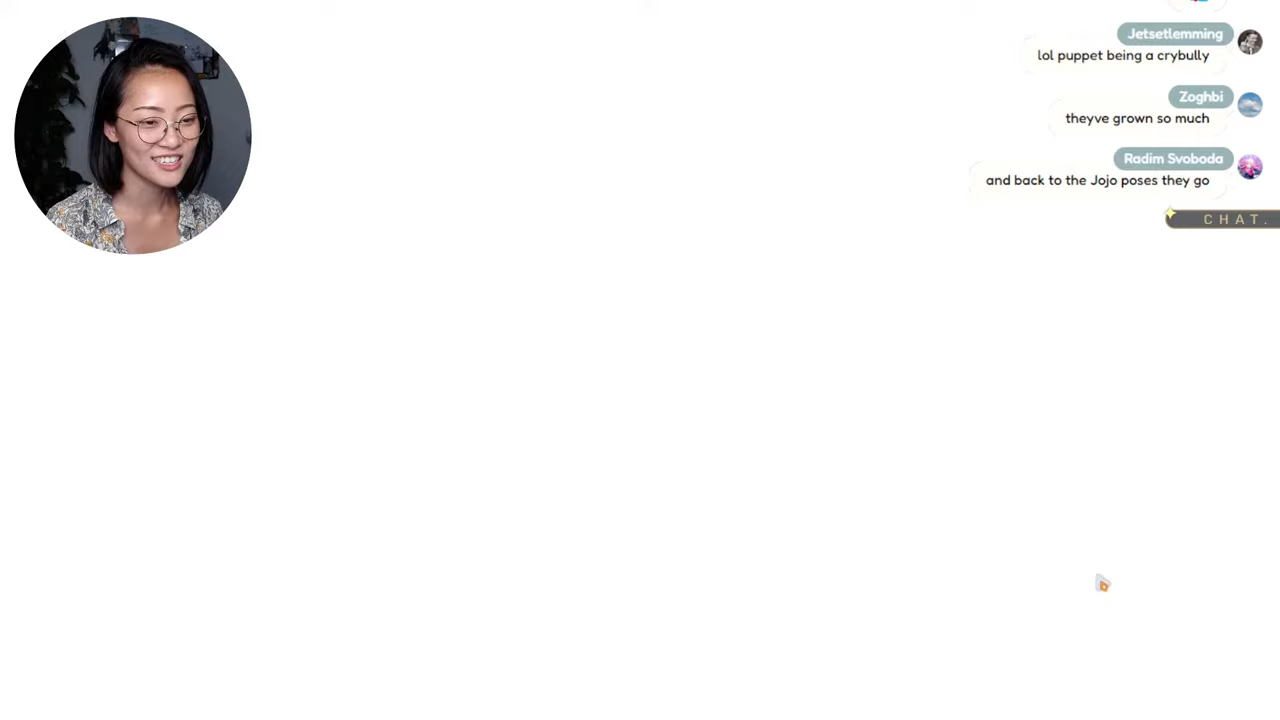 Jetsetlemming
lol puppet being a crybully
Zoghbi
theyve grown so much
Radim Svoboda
and back to the Jojo poses they go
CHAT.